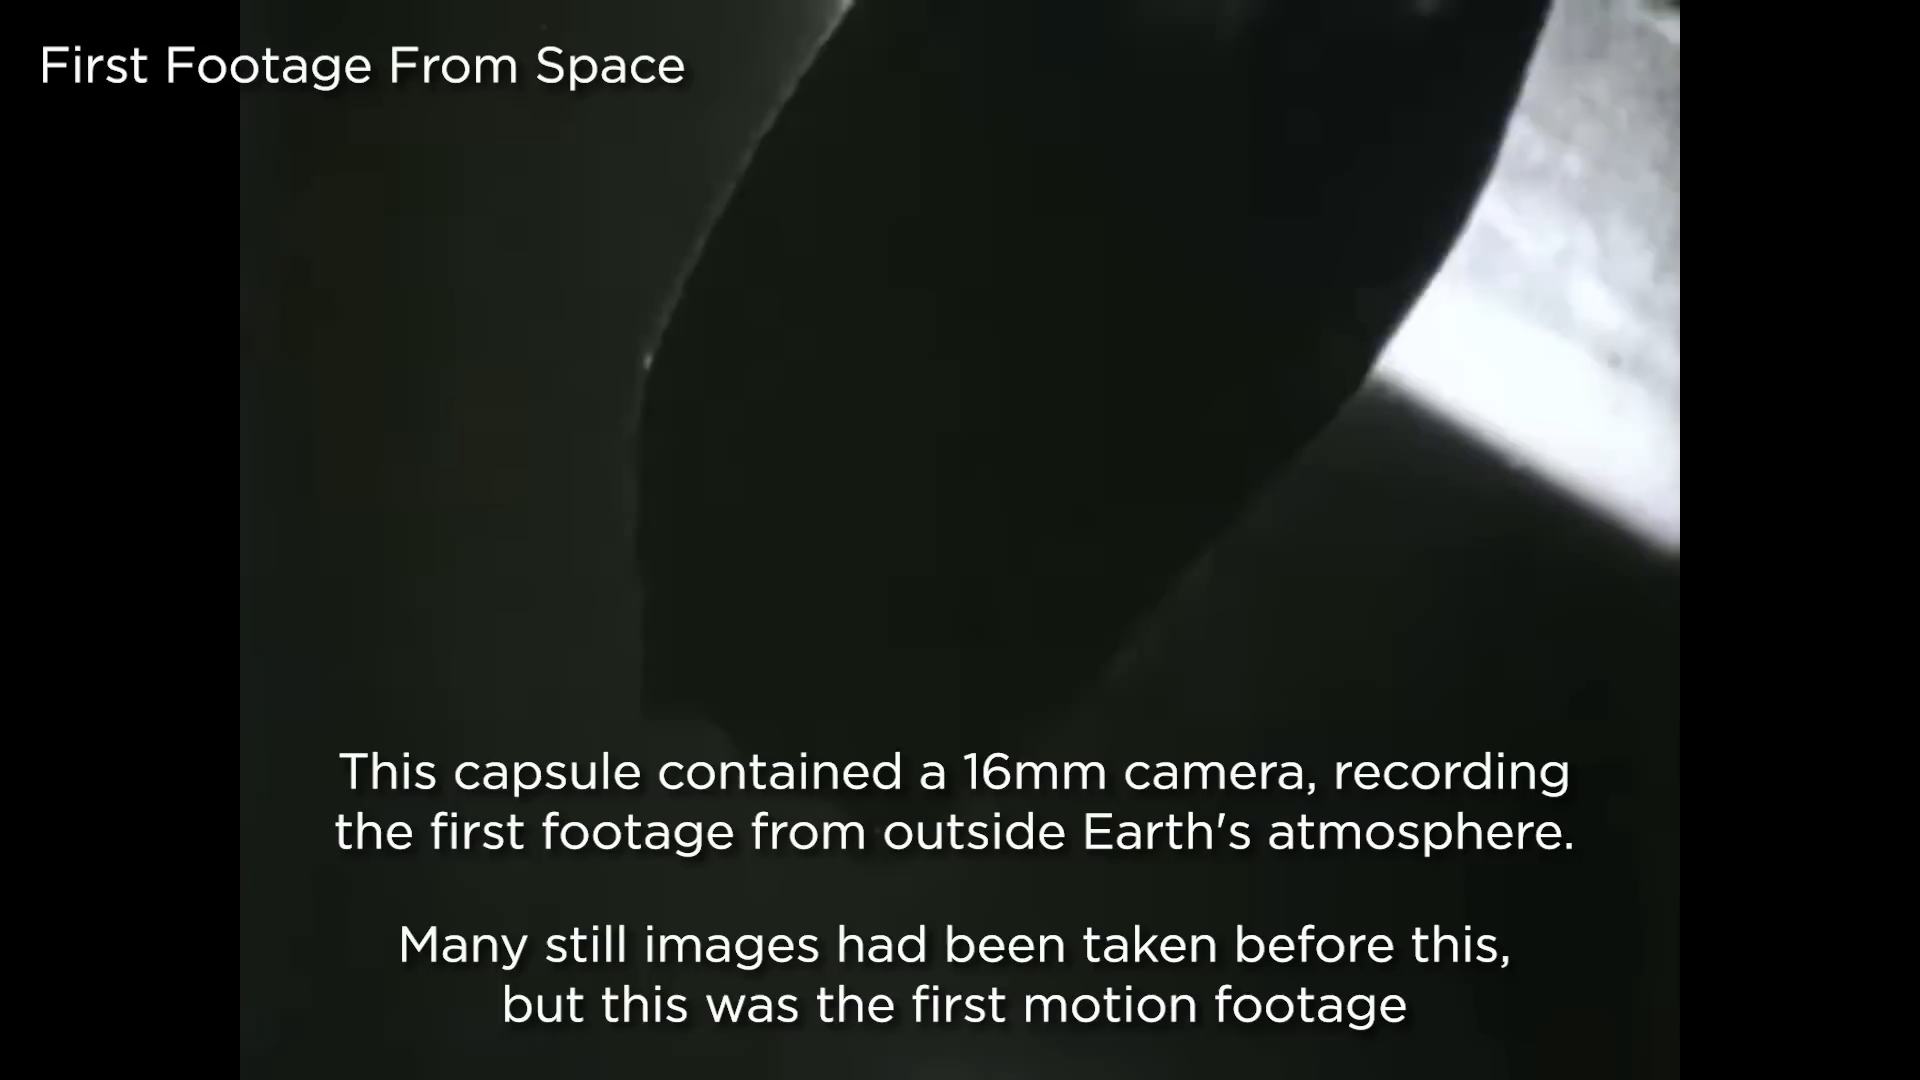 First Footage From Space
This capsule contained a 16mm camera, recording
the first footage from outside Earth's atmosphere.
Many still images had been taken before this,
but this was the first motion footage